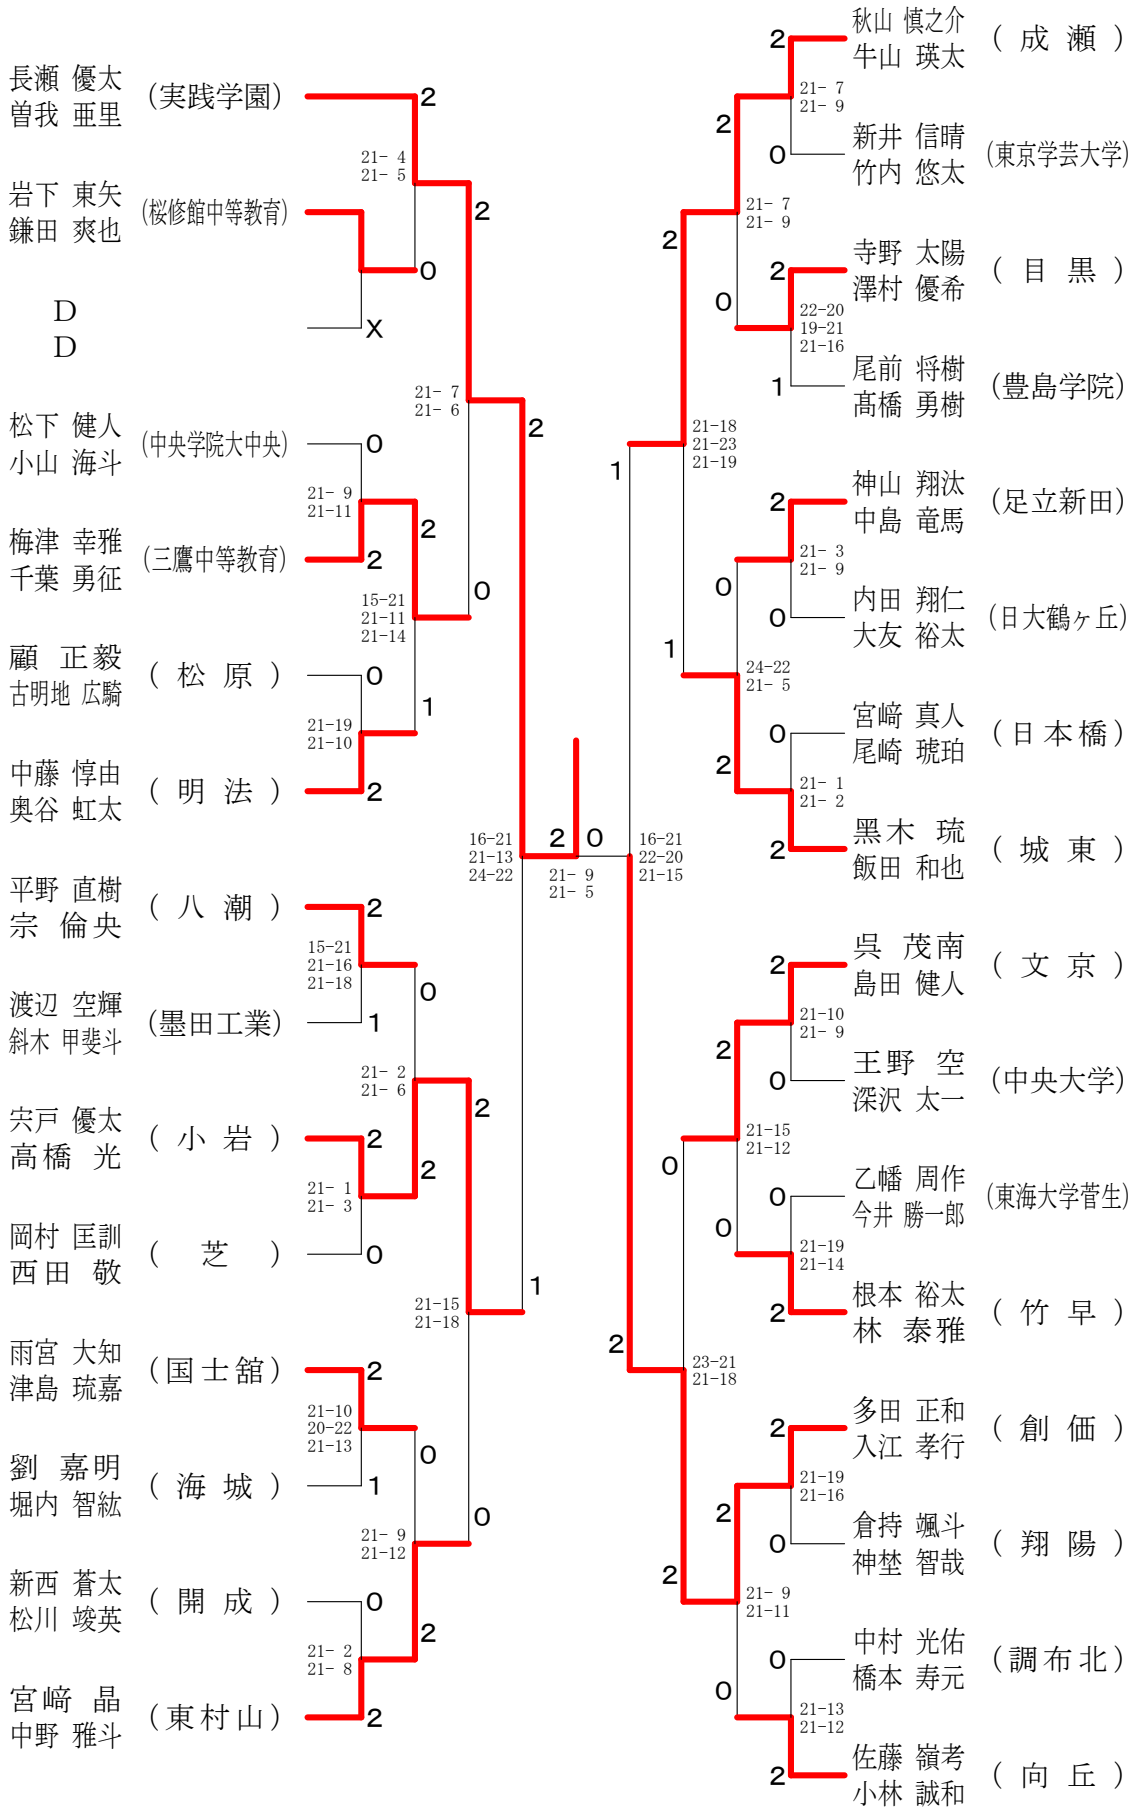 長瀬 優太
曽我 亜里
(実践学園)
2
21- 4
21- 5
岩下 東矢
鎌田 爽也
(桜修館中等教育)
2
0
D
D
X
21- 7
21- 6
2
松下 健人
小山 海斗
(中央学院大中央)
0
21- 9
21-11
2
梅津 幸雅
千葉 勇征
(三鷹中等教育)
2
0
15-21
21-11
21-14
顧 正毅
古明地 広騎
(松原)
0
1
21-19
21-10
中藤 惇由
奥谷 虹太
(明法)
2
16-21
21-13
24-22
2
0
21- 9
21- 5
平野 直樹
宗 倫央
(八潮)
2
15-21
21-16
21-18
0
渡辺 空輝
斜木 甲斐斗
(墨田工業)
1
21- 2
21- 6
2
宍戸 優太
高橋 光
(小岩)
2
2
21- 1
21- 3
岡村 匡訓
西田 敬
(芝)
0
1
21-15
21-18
雨宮 大知
津島 琉嘉
(国士舘)
2
21-10
20-22
21-13
0
劉 嘉明
堀内 智紘
(海城)
1
0
21- 9
21-12
新西 蒼太
松川 竣英
(開成)
0
2
21- 2
21- 8
宮﨑 晶
中野 雅斗
(東村山)
2
2
秋山 慎之介
牛山 瑛太
(成瀬)
21- 7
21- 9
2
0
新井 信晴
竹内 悠太
(東京学芸大学)
21- 7
21- 9
2
2
寺野 太陽
澤村 優希
(目黒)
0
22-20
19-21
21-16
1
尾前 将樹
髙橋 勇樹
(豊島学院)
21-18
21-23
21-19
1
2
神山 翔汰
中島 竜馬
(足立新田)
21- 3
21- 9
0
0
内田 翔仁
大友 裕太
(日大鶴ヶ丘)
1
24-22
21- 5
0
宮﨑 真人
尾崎 琥珀
(日本橋)
2
21- 1
21- 2
2
黑木 琉
飯田 和也
(城東)
16-21
22-20
21-15
2
呉 茂南
島田 健人
(文京)
21-10
21- 9
2
0
王野 空
深沢 太一
(中央大学)
21-15
21-12
0
0
乙幡 周作
今井 勝一郎
(東海大学菅生)
0
21-19
21-14
2
根本 裕太
林 泰雅
(竹早)
2
23-21
21-18
2
多田 正和
入江 孝行
(創価)
21-19
21-16
2
0
倉持 颯斗
神埜 智哉
(翔陽)
2
21- 9
21-11
0
中村 光佑
橋本 寿元
(調布北)
0
21-13
21-12
2
佐藤 嶺考
小林 誠和
(向丘)